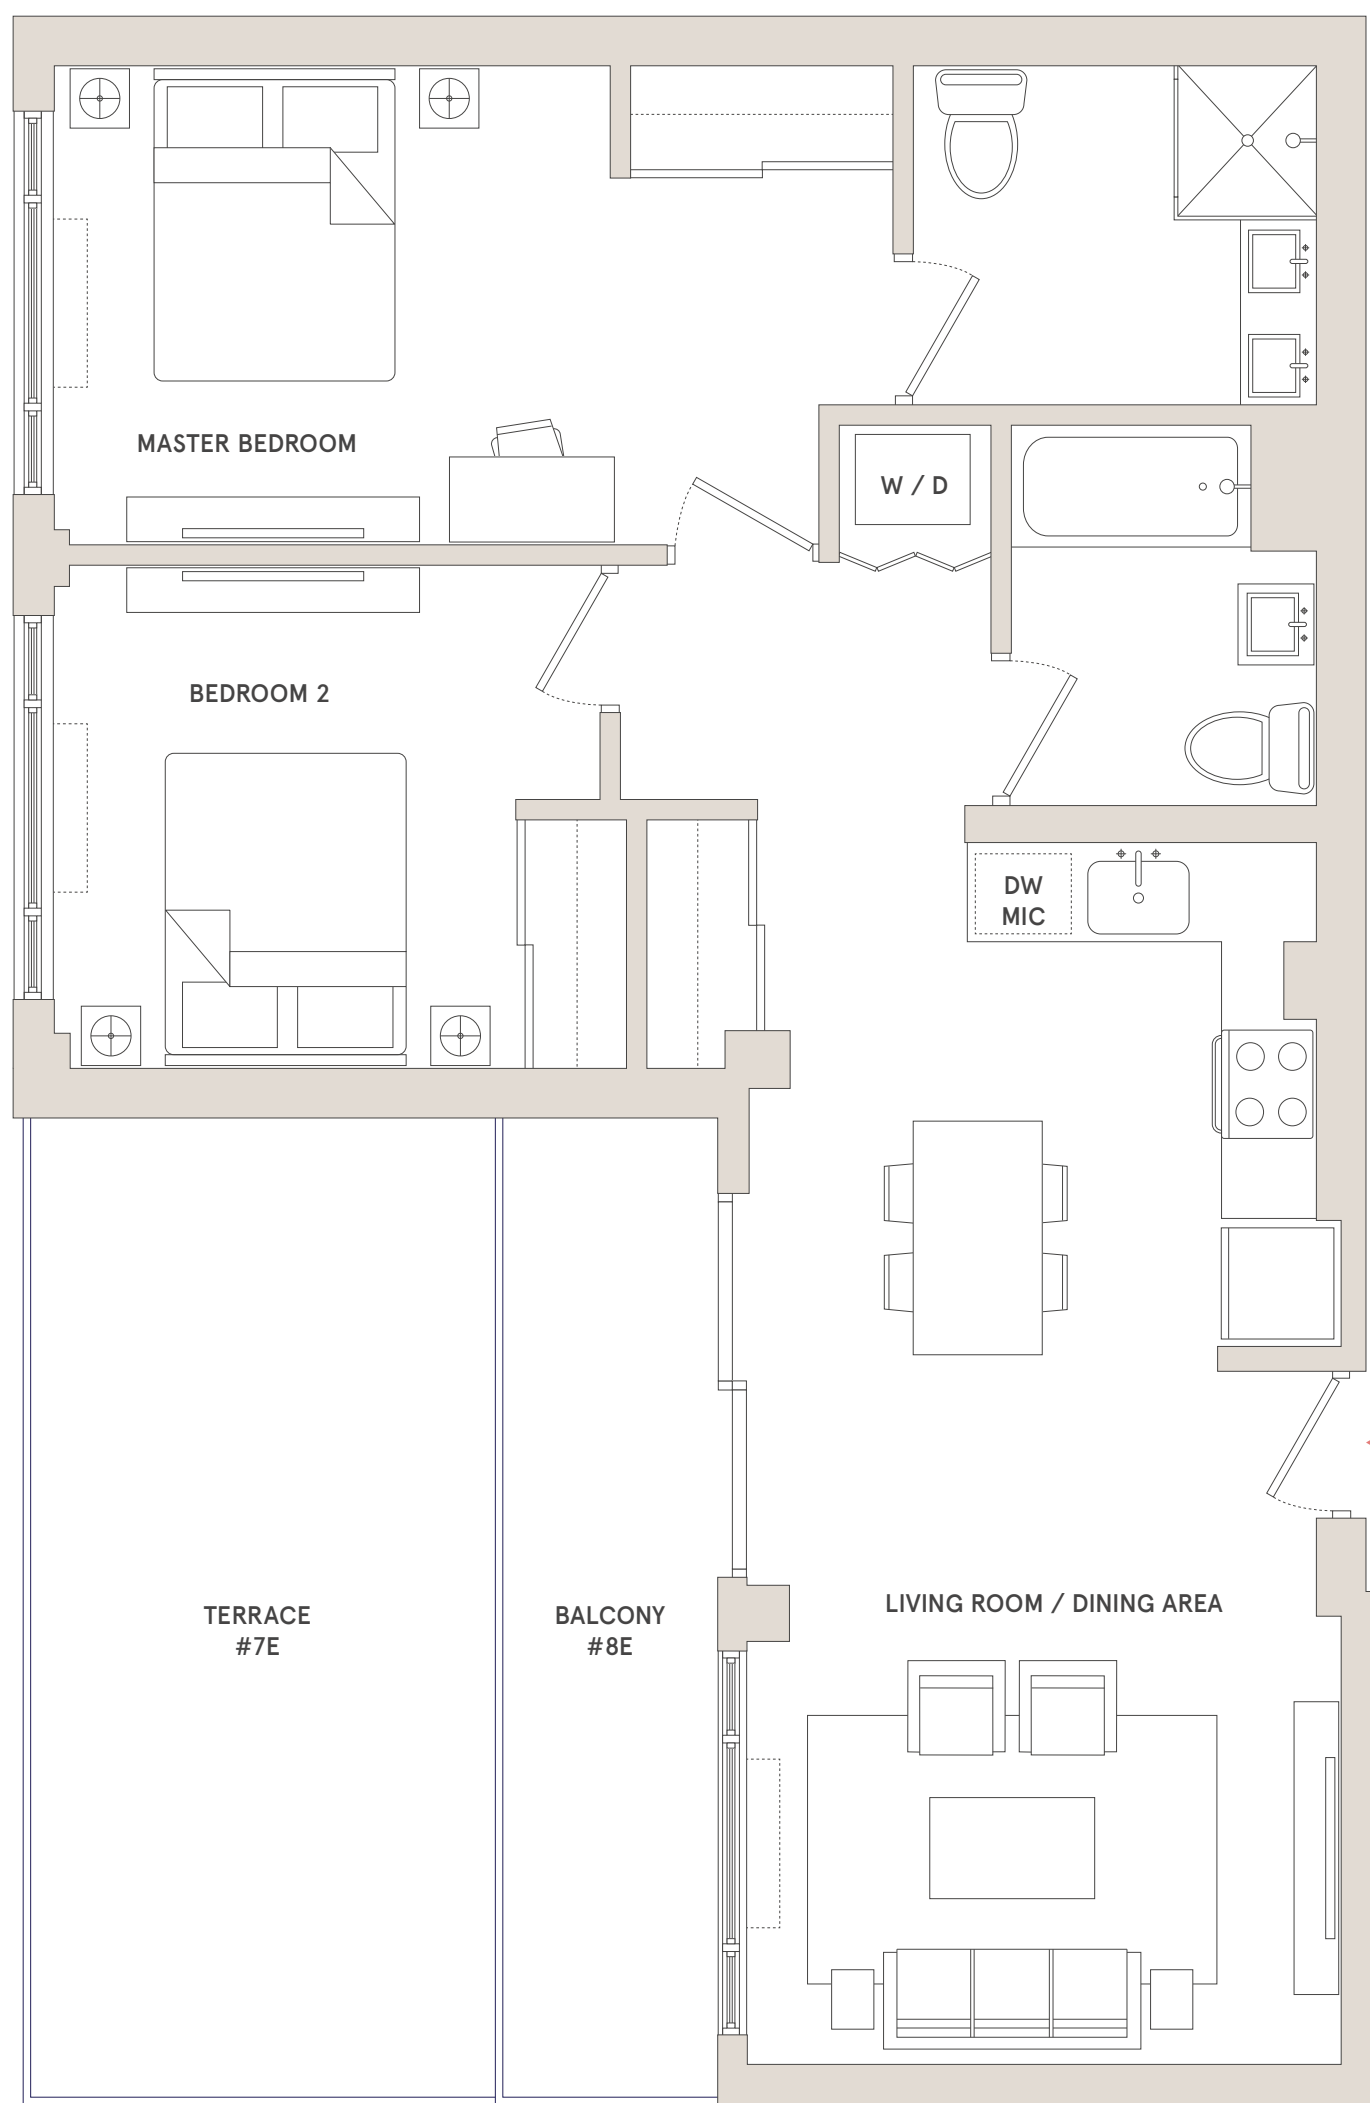 MASTER BEDROOM
W / D
BEDROOM 2
DW
MIC
TERRACE
#7E
BALCONY
#8E
LIVING ROOM / DINING AREA